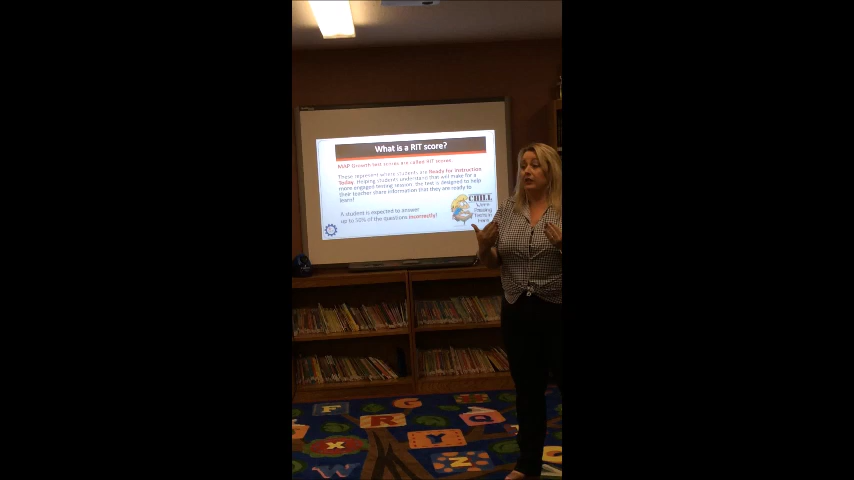 What is a RIT score?
MAP Growth test scores are called RIT scores.
These represent where students are Ready for Instruction
Today. Helping students understand that will make for a
more engaged testing session, the test is designed to help
their teacher share information that they are ready to
learn!
A student is expected to answer
up to 50% of the questions incorrectly!
CHILL
F
C
R
Q
X
Y
W
N